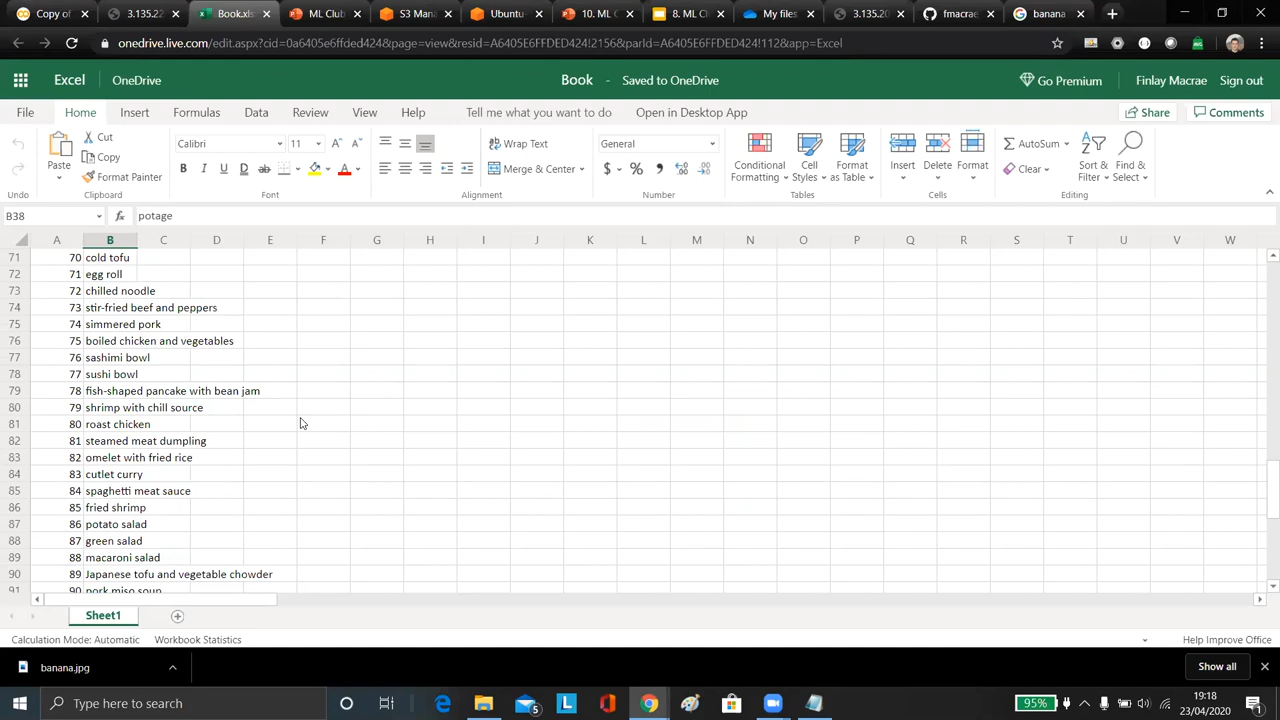 Copy of
3.135.22
Book.xls
ML Club
S3 Mana
Ubuntu-
10. ML C
8. ML Cl
My files
3.135.20
fmacrae
banana
onedrive.live.com/edit.aspx?cid=0a6405e6ffded424&page=view&resid=A6405E6FFDED424!2156&parId=A6405E6FFDED424!112&app=Excel
Excel OneDrive Book - Saved to OneDrive Go Premium Finlay Macrae Sign out
File Home Insert Formulas Data Review View Help Tell me what you want to do Open in Desktop App Share Comments
Paste
Cut
Copy
Format Painter
Calibri 11
B I U D ab
Wrap Text
Merge & Center
General
$ % ,
Conditional Formatting
Cell Styles
Format as Table
Insert
Delete
Format
AutoSum
Clear
Sort & Filter
Find & Select
Undo Clipboard Font Alignment Number Tables Cells Editing
B38 fx potage
A B C D E F G H I J K L M N O P Q R S T U V W
71 70 cold tofu
72 71 egg roll
73 72 chilled noodle
74 73 stir-fried beef and peppers
75 74 simmered pork
76 75 boiled chicken and vegetables
77 76 sashimi bowl
78 77 sushi bowl
79 78 fish-shaped pancake with bean jam
80 79 shrimp with chill source
81 80 roast chicken
82 81 steamed meat dumpling
83 82 omelet with fried rice
84 83 cutlet curry
85 84 spaghetti meat sauce
86 85 fried shrimp
87 86 potato salad
88 87 green salad
89 88 macaroni salad
90 89 Japanese tofu and vegetable chowder
91 90 pork miso soup
Sheet1
Calculation Mode: Automatic Workbook Statistics Help Improve Office
banana.jpg Show all
Type here to search
5
95%
19:18
23/04/2020
1